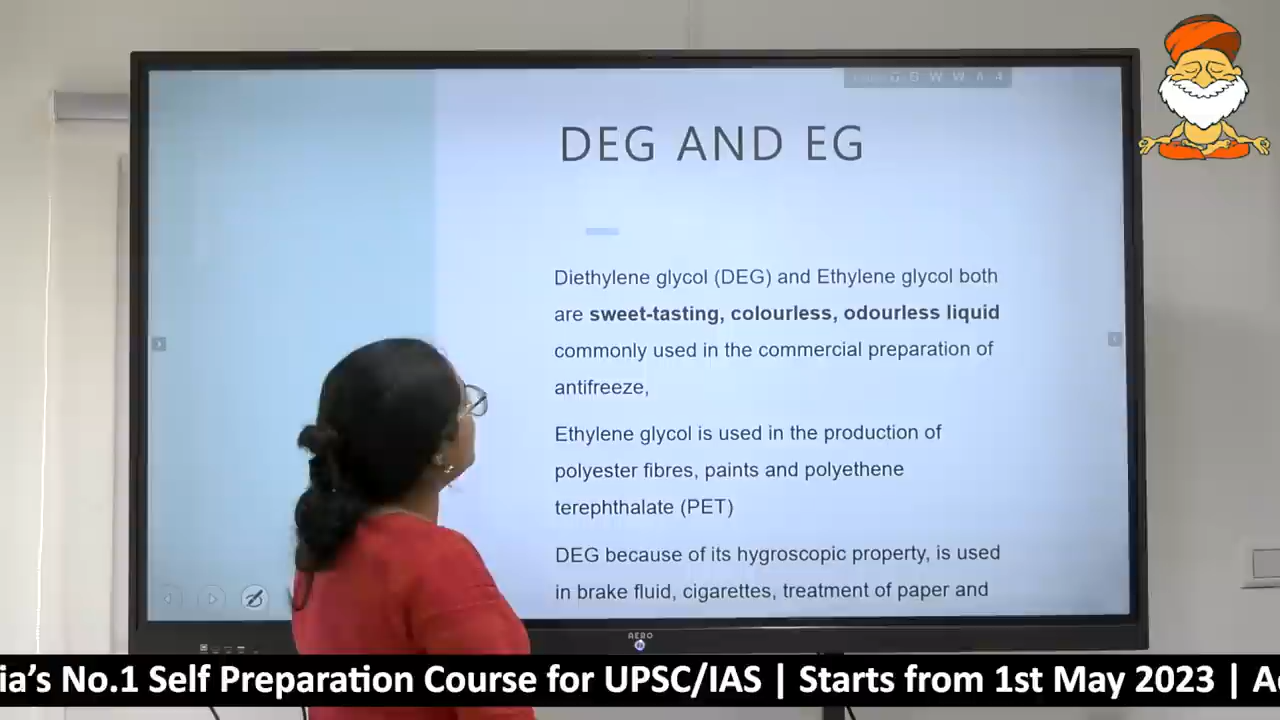 DEG AND EG
Diethylene glycol (DEG) and Ethylene glycol both
are sweet-tasting, colourless, odourless liquid
commonly used in the commercial preparation of
antifreeze,
Ethylene glycol is used in the production of
polyester fibres, paints and polyethene
terephthalate (PET)
DEG because of its hygroscopic property, is used
in brake fluid, cigarettes, treatment of paper and
AERO
ia's No.1 Self Preparation Course for UPSC/IAS | Starts from 1st May 2023 | A